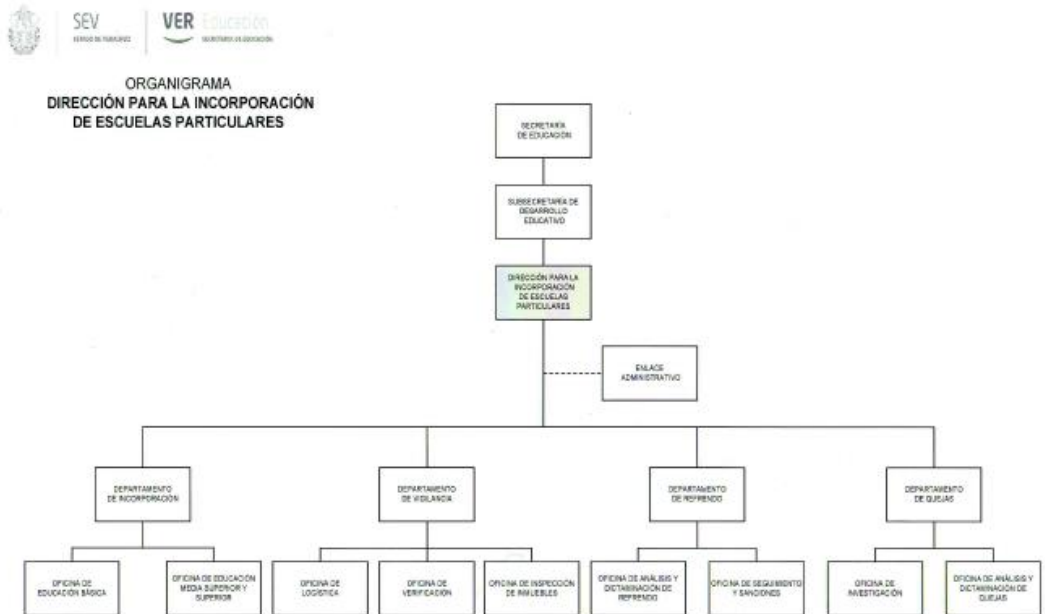 SEV
VER Educación
SECRETARÍA DE EDUCACIÓN
ORGANIGRAMA
DIRECCIÓN PARA LA INCORPORACIÓN
DE ESCUELAS PARTICULARES
SECRETARÍA
DE EDUCACIÓN
SUBSECRETARÍA DE
DESARROLLO
EDUCATIVO
DIRECCIÓN PARA LA
INCORPORACIÓN
DE ESCUELAS
PARTICULARES
ENLACE
ADMINISTRATIVO
DEPARTAMENTO
DE INCORPORACIÓN
DEPARTAMENTO
DE VIGILANCIA
DEPARTAMENTO
DE REFRENDO
DEPARTAMENTO
DE QUEJAS
OFICINA DE
EDUCACIÓN BÁSICA
OFICINA DE EDUCACIÓN
MEDIA SUPERIOR Y
SUPERIOR
OFICINA DE
LOGÍSTICA
OFICINA DE
VERIFICACIÓN
OFICINA DE INSPECCIÓN
DE INMUEBLES
OFICINA DE ANÁLISIS Y
DICTAMINACIÓN DE
REFRENDO
OFICINA DE SEGUIMIENTO
Y SANCIONES
OFICINA DE
INVESTIGACIÓN
OFICINA DE ANÁLISIS Y
DICTAMINACIÓN DE
QUEJAS